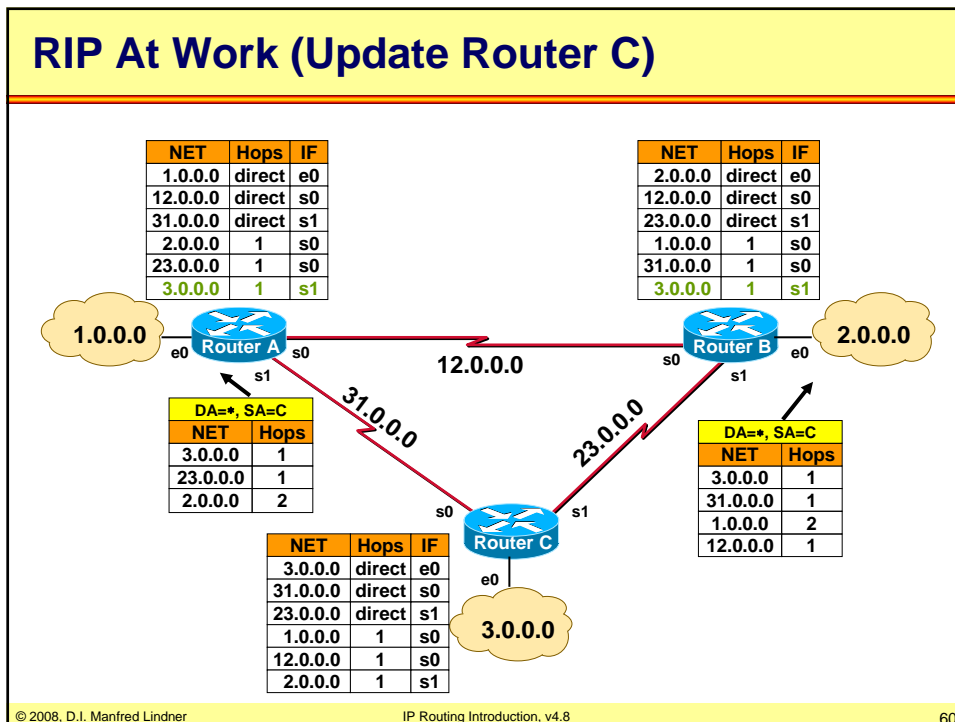 RIP At Work (Update Router C)
NET Hops IF
1.0.0.0 direct e0
12.0.0.0 direct s0
31.0.0.0 direct s1
2.0.0.0 1 s0
23.0.0.0 1 s0
3.0.0.0 1 s1
NET Hops IF
2.0.0.0 direct e0
12.0.0.0 direct s0
23.0.0.0 direct s1
1.0.0.0 1 s0
31.0.0.0 1 s0
3.0.0.0 1 s1
1.0.0.0
e0
Router A
s0
s1
12.0.0.0
s0
Router B
e0
s1
2.0.0.0
31.0.0.0
23.0.0.0
DA=*, SA=C
NET Hops
3.0.0.0 1
23.0.0.0 1
2.0.0.0 2
DA=*, SA=C
NET Hops
3.0.0.0 1
31.0.0.0 1
1.0.0.0 2
12.0.0.0 1
s0
s1
Router C
e0
3.0.0.0
NET Hops IF
3.0.0.0 direct e0
31.0.0.0 direct s0
23.0.0.0 direct s1
1.0.0.0 1 s0
12.0.0.0 1 s0
2.0.0.0 1 s1
© 2008, D.I. Manfred Lindner
IP Routing Introduction, v4.8
60